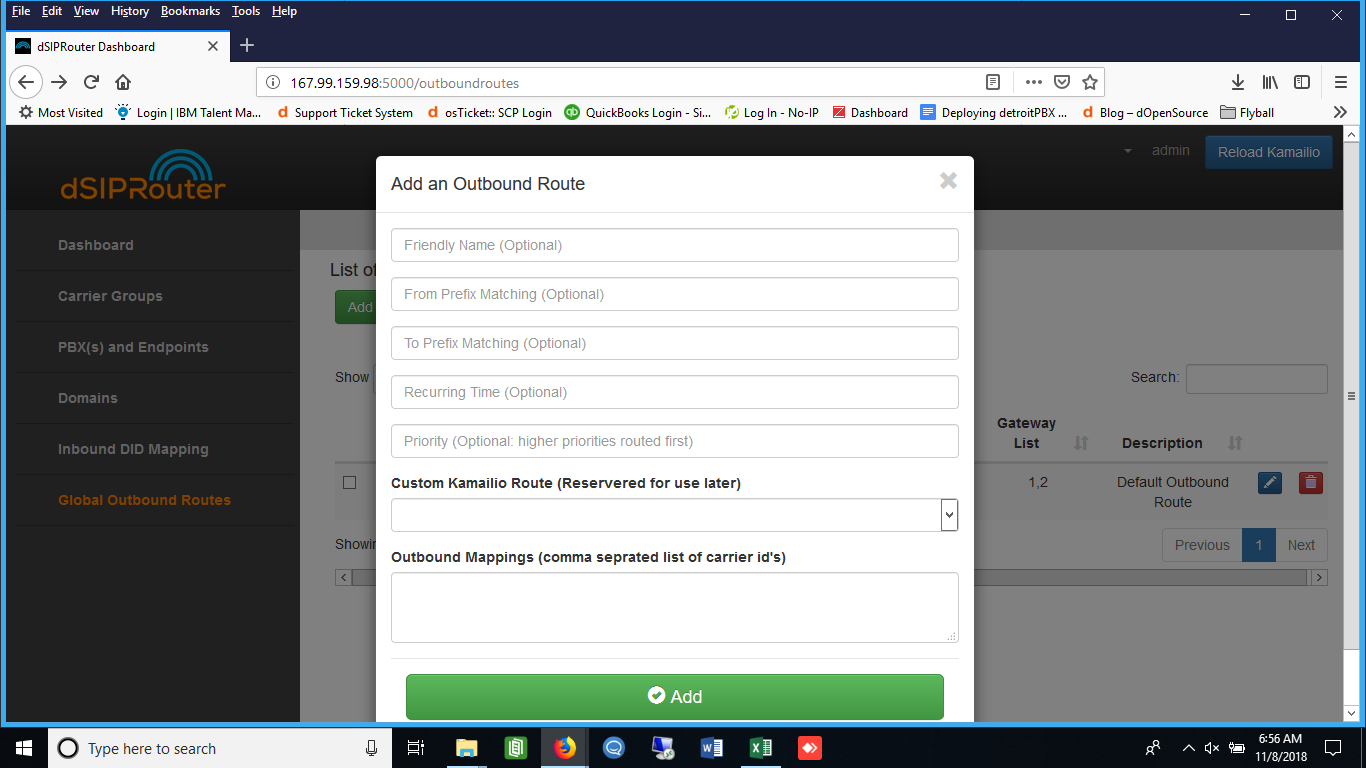 File Edit View History Bookmarks Tools Help
dSIPRouter Dashboard
167.99.159.98:5000/outboundroutes
Most Visited Login | IBM Talent Ma... Support Ticket System osTicket:: SCP Login QuickBooks Login - Si... Log In - No-IP Dashboard Deploying detroitPBX ... Blog – dOpenSource Flyball
dSIPRouter
admin
Reload Kamailio
Dashboard
Carrier Groups
PBX(s) and Endpoints
Domains
Inbound DID Mapping
Global Outbound Routes
List of
Add
Show
Search:
Gateway
List
Description
1,2
Default Outbound
Route
Previous 1 Next
Add an Outbound Route
Friendly Name (Optional)
From Prefix Matching (Optional)
To Prefix Matching (Optional)
Recurring Time (Optional)
Priority (Optional: higher priorities routed first)
Custom Kamailio Route (Reservered for use later)
Outbound Mappings (comma seprated list of carrier id's)
Add
Type here to search
6:56 AM
11/8/2018